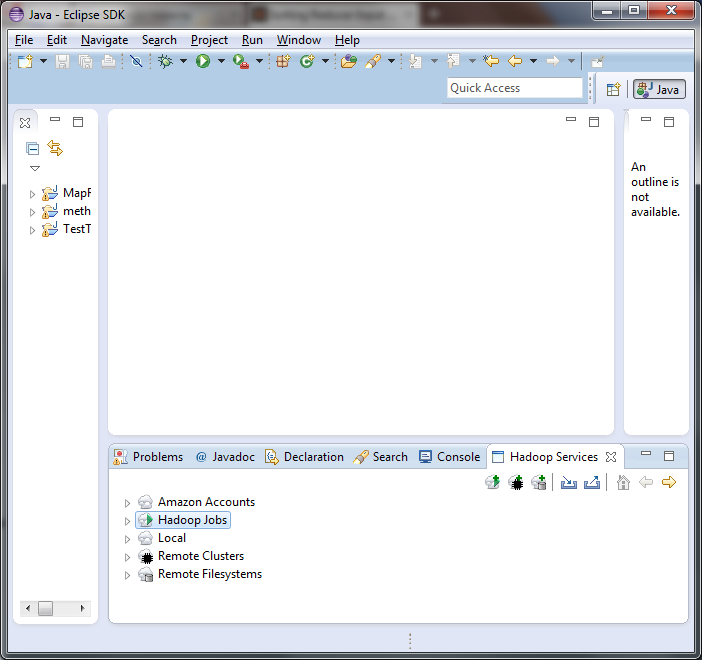 Java - Eclipse SDK
File Edit Navigate Search Project Run Window Help
Quick Access
Java
MapF
meth
TestT
An
outline is
not
available.
Problems @ Javadoc Declaration Search Console Hadoop Services
Amazon Accounts
Hadoop Jobs
Local
Remote Clusters
Remote Filesystems